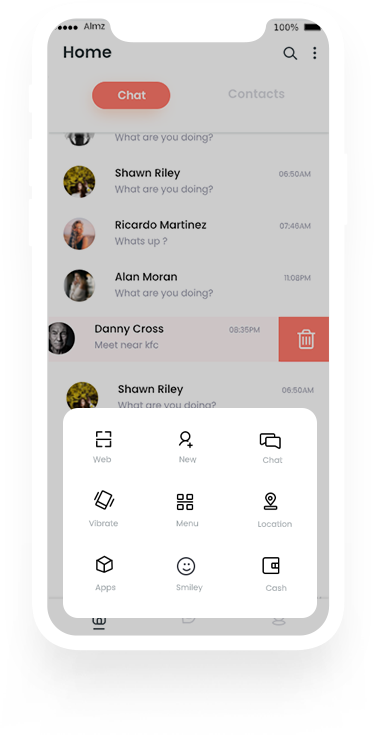 Almz 100%
Home
Chat Contacts
What are you doing?
Shawn Riley 06:50AM
What are you doing?
Ricardo Martinez 07:46AM
Whats up ?
Alan Moran 11:08PM
What are you doing?
Danny Cross 08:35PM
Meet near kfc
Shawn Riley 06:50AM
What are you doing?
Web New Chat
Vibrate Menu Location
Apps Smiley Cash